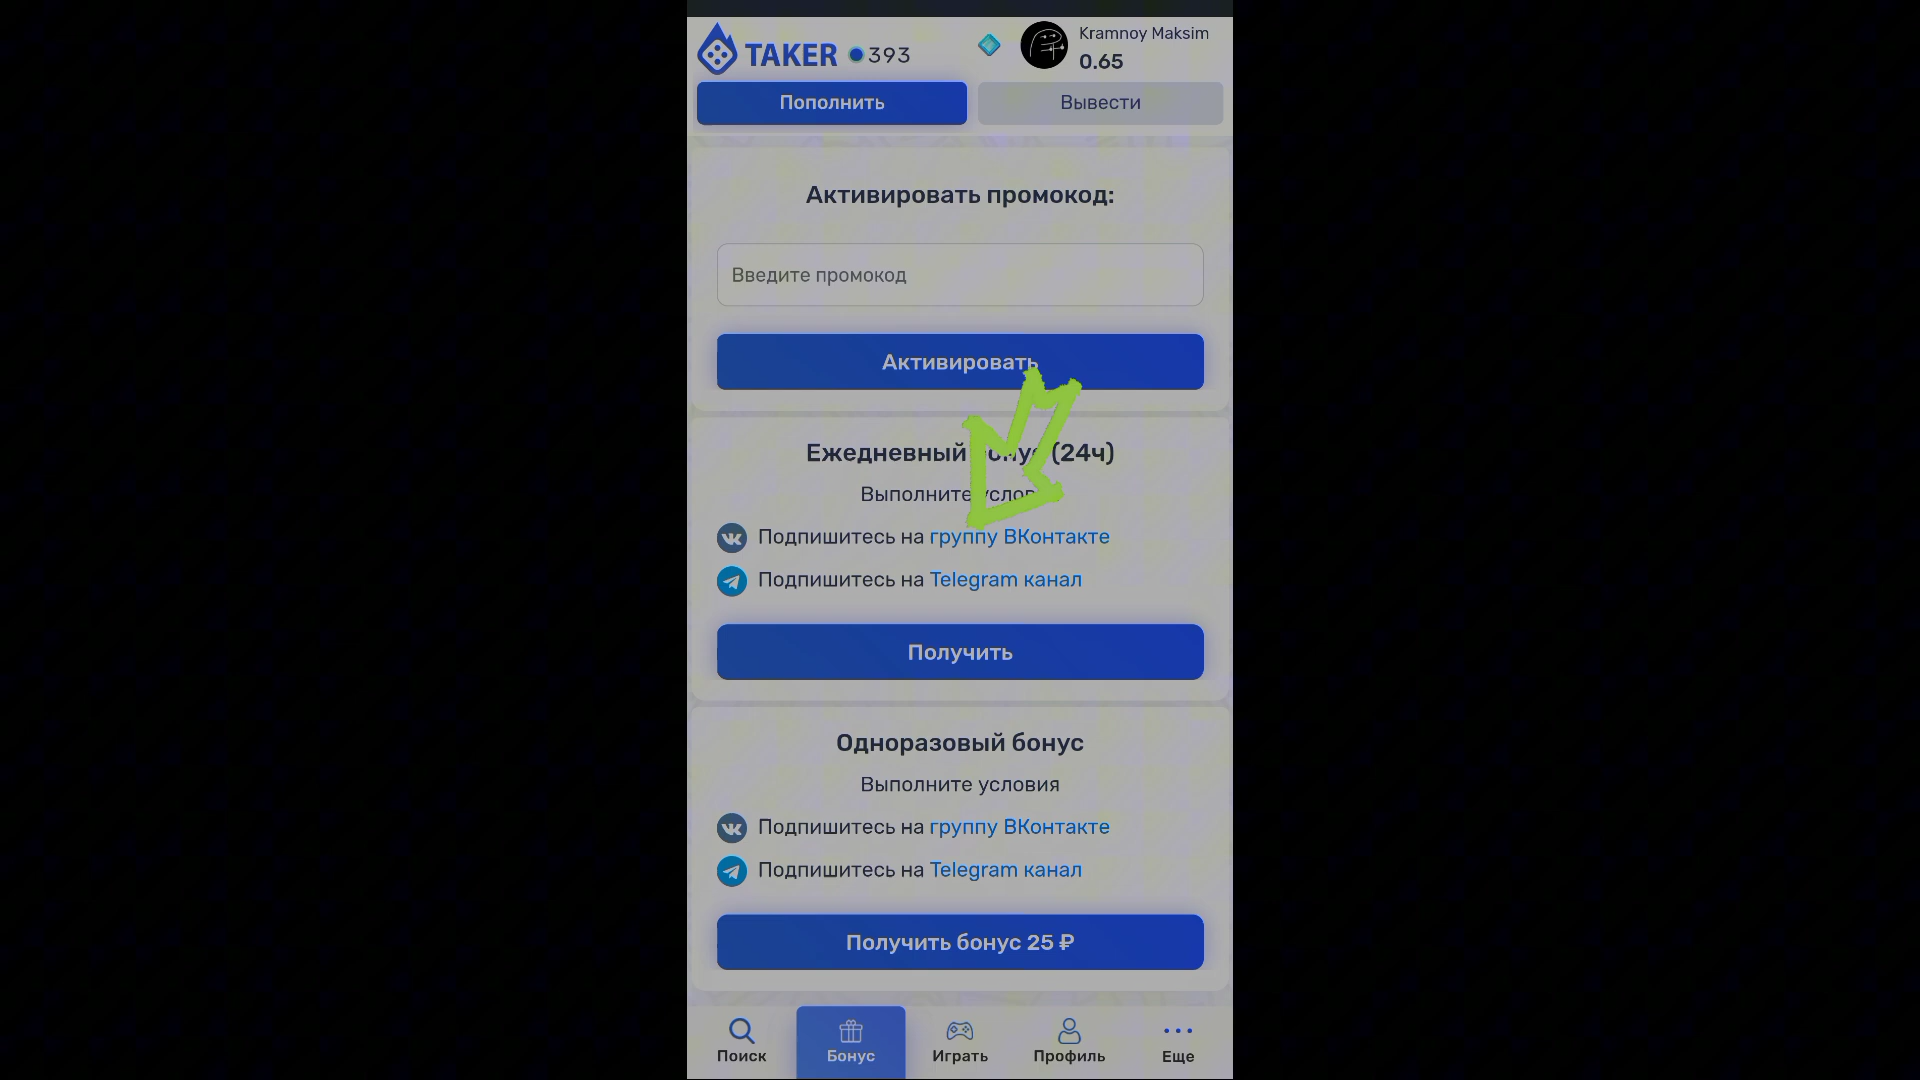 TAKER 393
Kramnoy Maksim
0.65
Пополнить
Вывести
Активировать промокод:
Введите промокод
Активировать
Ежедневный (24ч)
Выполните
Подпишитесь на группу ВКонтакте
Подпишитесь на Telegram канал
Получить
Одноразовый бонус
Выполните условия
Подпишитесь на группу ВКонтакте
Подпишитесь на Telegram канал
Получить бонус 25 ₽
Поиск
Бонус
Играть
Профиль
Еще